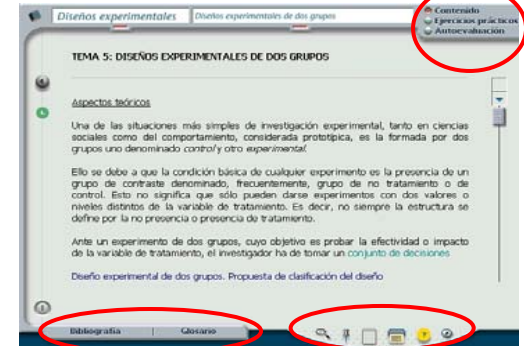 Diseños experimentales
Diseños experimentales de dos grupos
Contenido
Ejercicios prácticos
Autoevaluación
TEMA 5: DISEÑOS EXPERIMENTALES DE DOS GRUPOS
Aspectos teóricos
Una de las situaciones más simples de investigación experimental, tanto en ciencias
sociales como del comportamiento, considerada prototípica, es la formada por dos
grupos uno denominado control y otro experimental.
Ello se debe a que la condición básica de cualquier experimento es la presencia de un
grupo de contraste denominado, frecuentemente, grupo de no tratamiento o de
control. Esto no significa que sólo pueden darse experimentos con dos valores o
niveles distintos de la variable de tratamiento. Es decir, no siempre la estructura se
define por la no presencia o presencia de tratamiento.
Ante un experimento de dos grupos, cuyo objetivo es probar la efectividad o impacto
de la variable de tratamiento, el investigador ha de tomar un conjunto de decisiones
Diseño experimental de dos grupos. Propuesta de clasificación del diseño
Bibliografía | Glosario